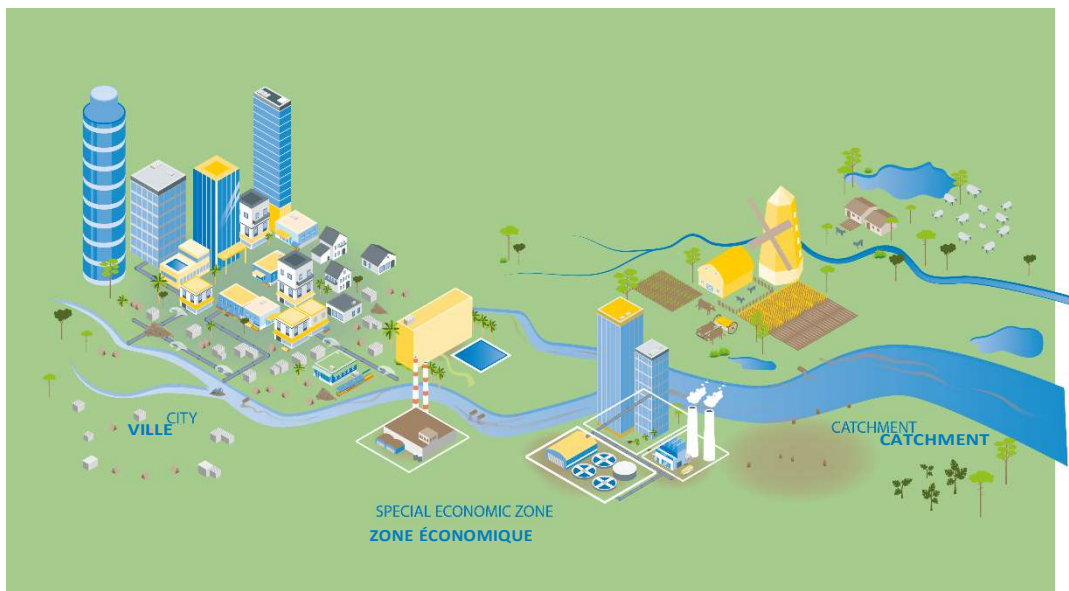 CITY
VILLE
CATCHMENT
CATCHMENT
SPECIAL ECONOMIC ZONE
ZONE ÉCONOMIQUE